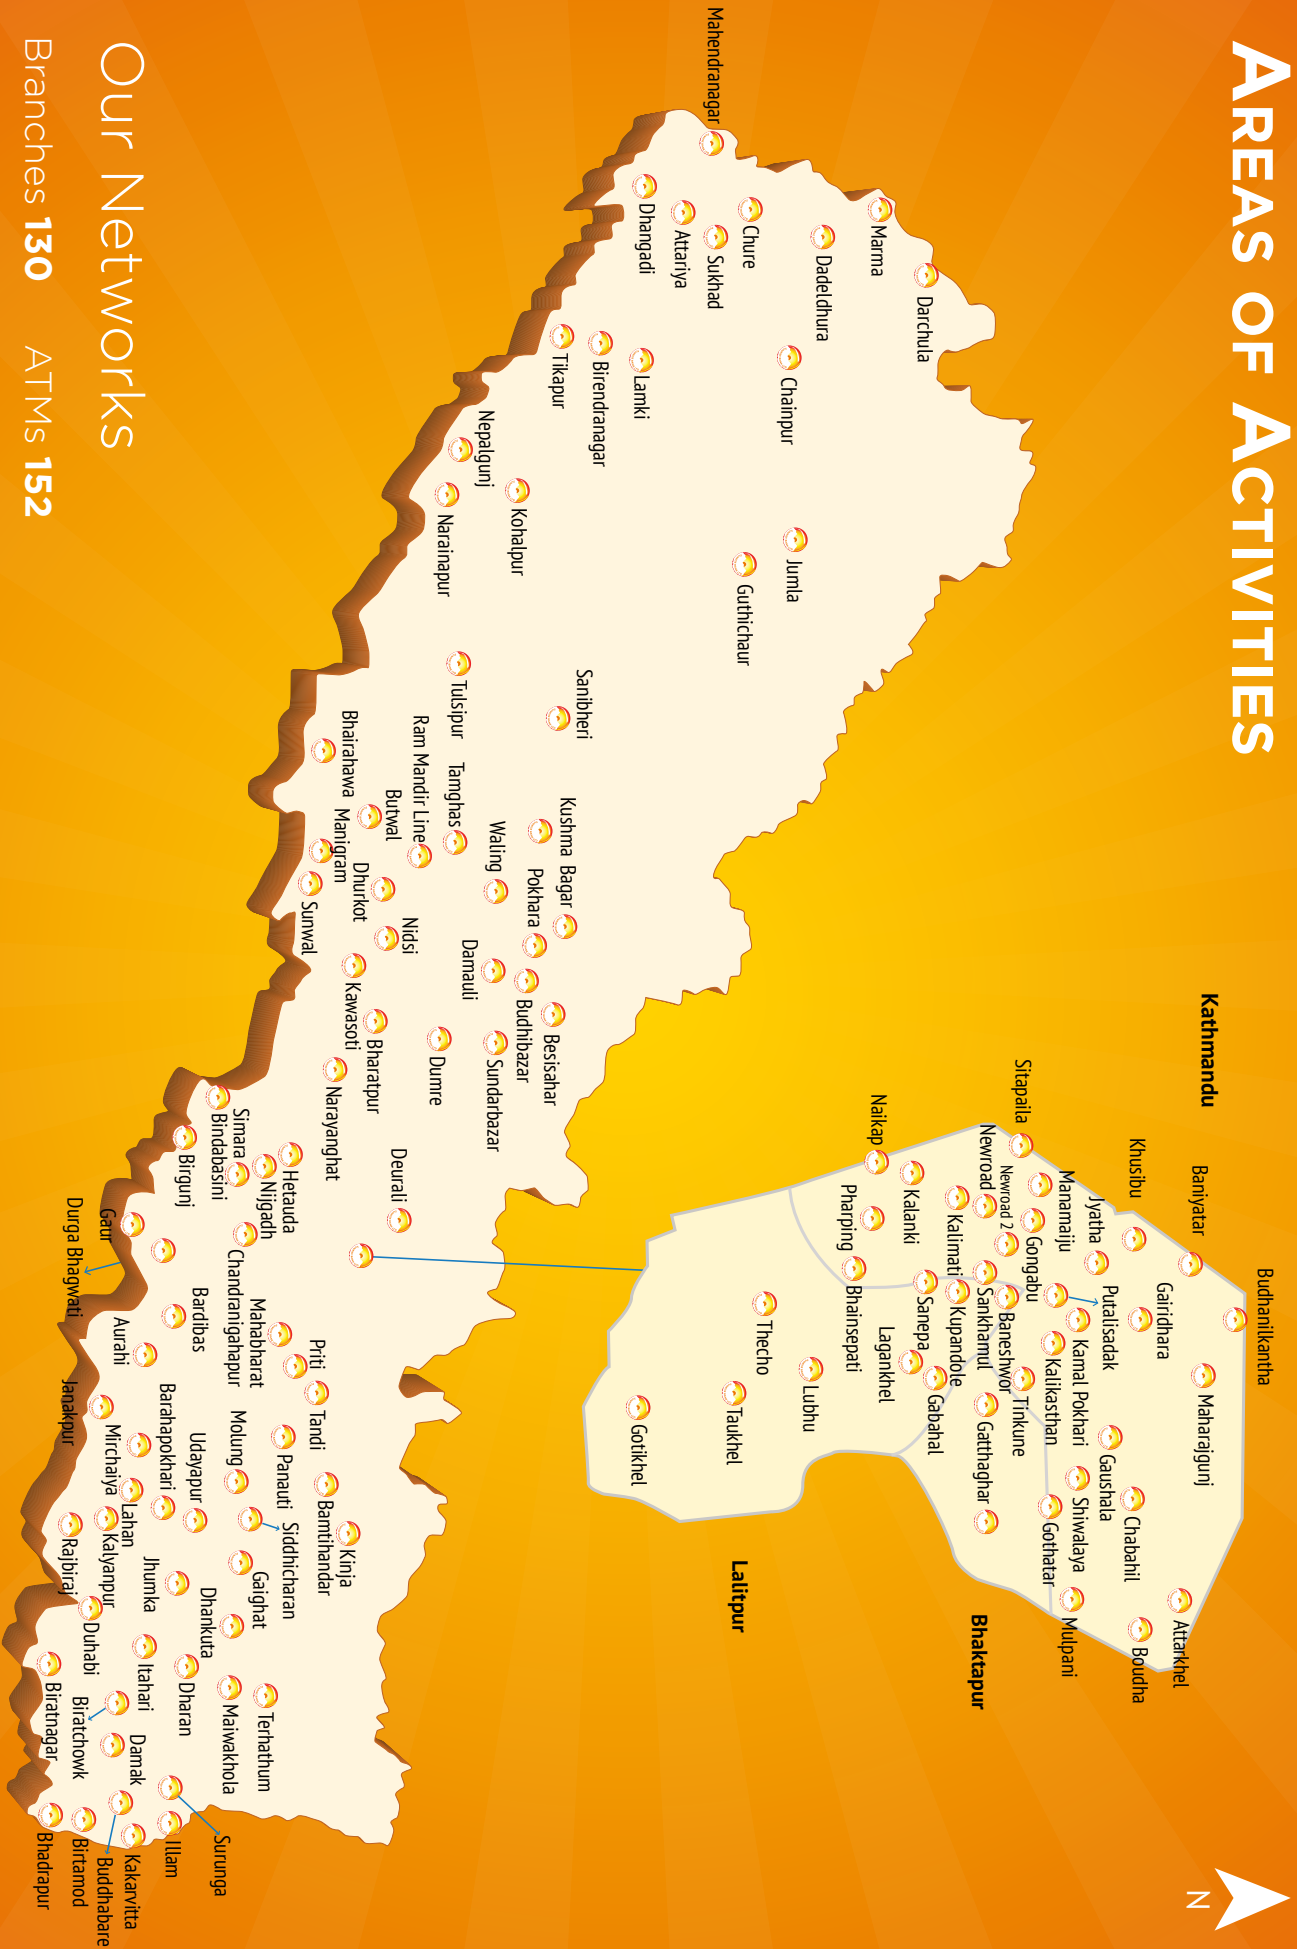 AREAS OF ACTIVITIES
N
Kathmandu
Budhanilkantha
Baniyatar
Khusibu
Maharajgunj
Gairidhara
Attarkhel
Jyatha
Putalisadak
Chabahil
Boudha
Manamaiju
Kamal Pokhari
Gaushala
Sitapaila
Gongabu
Kalikasthan
Shiwalaya
Mulpani
Newroad 2
Newroad
Baneshwor
Tinkune
Gothatar
Sankhamul
Gatthaghar
Bhaktapur
Kalimati
Kupandole
Gabahal
Kalanki
Sanepa
Lagankhel
Naikap
Pharping
Bhainsepati
Lubhu
Thecho
Taukhel
Lalitpur
Gotikhel
Darchula
Marma
Dadeldhura
Chainpur
Jumla
Chure
Guthichaur
Mahendranagar
Sukhad
Attariya
Dhangadi
Lamki
Birendranagar
Tikapur
Nepalgunj
Kohalpur
Narainapur
Sanibheri
Tulsipur
Kushma
Bagar
Pokhara
Besisahar
Budhibazar
Waling
Sundarbazar
Damauli
Tamghas
Ram Mandir Line
Dumre
Butwal
Nidsi
Deurali
Bhairahawa
Manigram
Dhurkot
Bharatpur
Kawasoti
Sunwal
Narayanghat
Hetauda
Nijgadh
Simara
Bindabasini
Birgunj
Chandranigahapur
Mahabharat
Priti
Tandi
Kinja
Bamtihandar
Panauti
Siddhicharan
Molung
Gaighat
Terhathum
Maiwakhola
Surunga
Bardibas
Udayapur
Dhankuta
Dharan
Barahapokhari
Jhumka
Itahari
Illam
Gaur
Durga Bhagwati
Aurahi
Janakpur
Mirchaiya
Lahan
Kalyanpur
Rajbiraj
Duhabi
Damak
Kakarvitta
Buddhabare
Biratchowk
Biratnagar
Birtamod
Bhadrapur
Our Networks
Branches 130 ATMs 152